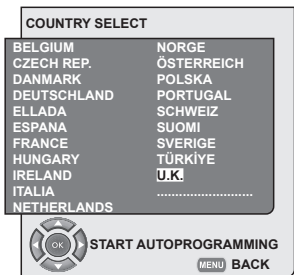 COUNTRY SELECT
BELGIUM
CZECH REP.
DANMARK
DEUTSCHLAND
ELLADA
ESPANA
FRANCE
HUNGARY
IRELAND
ITALIA
NETHERLANDS
NORGE
ÖSTERREICH
POLSKA
PORTUGAL
SCHWEIZ
SUOMI
SVERIGE
TÜRKİYE
U.K.
..........................
OK
START AUTOPROGRAMMING
MENU BACK